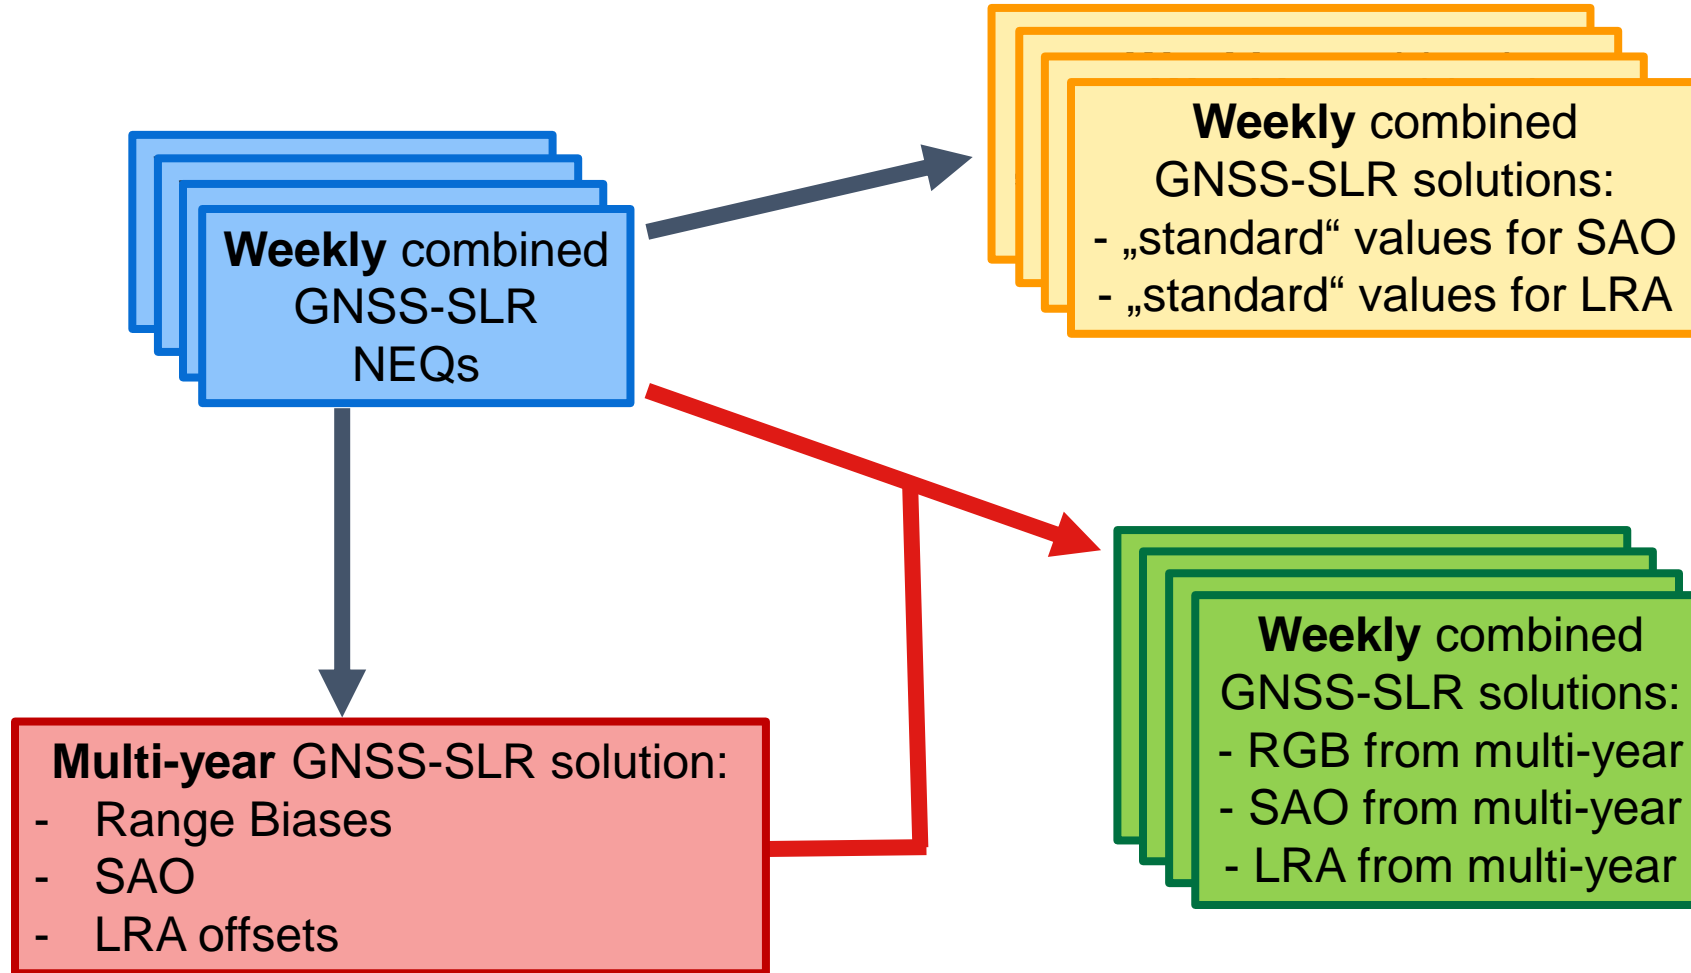 Weekly combined
GNSS-SLR
NEQs
Weekly combined
GNSS-SLR solutions:
- „standard“ values for SAO
- „standard“ values for LRA
Multi-year GNSS-SLR solution:
- Range Biases
- SAO
- LRA offsets
Weekly combined
GNSS-SLR solutions:
- RGB from multi-year
- SAO from multi-year
- LRA from multi-year